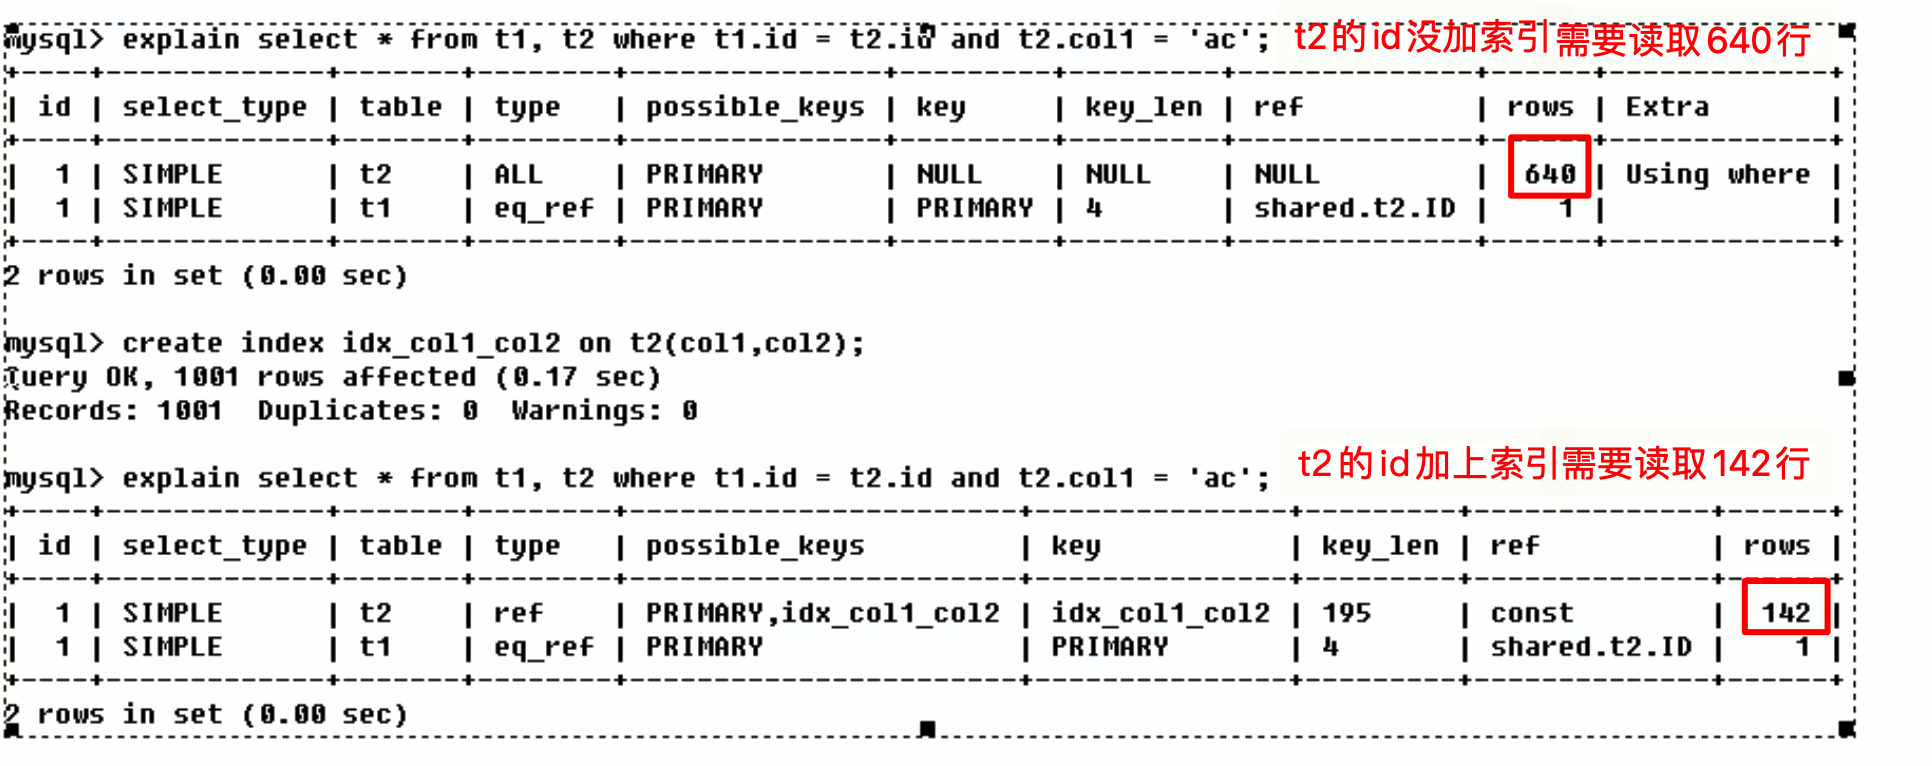 mysql> explain select * from t1, t2 where t1.id = t2.id and t2.col1 = 'ac'; t2的id没加索引需要读取640行
+----+-------------+-------+--------+---------------+---------+---------+--------------+------+-------------+
| id | select_type | table | type | possible_keys | key | key_len | ref | rows | Extra |
+----+-------------+-------+--------+---------------+---------+---------+--------------+------+-------------+
| 1 | SIMPLE | t2 | ALL | PRIMARY | NULL | NULL | NULL | 640 | Using where |
| 1 | SIMPLE | t1 | eq_ref | PRIMARY | PRIMARY | 4 | shared.t2.ID | 1 | |
+----+-------------+-------+--------+---------------+---------+---------+--------------+------+-------------+
2 rows in set (0.00 sec)
mysql> create index idx_col1_col2 on t2(col1,col2);
Query OK, 1001 rows affected (0.17 sec)
Records: 1001 Duplicates: 0 Warnings: 0
t2的id加上索引需要读取142行
mysql> explain select * from t1, t2 where t1.id = t2.id and t2.col1 = 'ac';
+----+-------------+-------+--------+-----------------------+---------------+---------+--------------+------+
| id | select_type | table | type | possible_keys | key | key_len | ref | rows |
+----+-------------+-------+--------+-----------------------+---------------+---------+--------------+------+
| 1 | SIMPLE | t2 | ref | PRIMARY,idx_col1_col2 | idx_col1_col2 | 195 | const | 142 |
| 1 | SIMPLE | t1 | eq_ref | PRIMARY | PRIMARY | 4 | shared.t2.ID | 1 |
+----+-------------+-------+--------+-----------------------+---------------+---------+--------------+------+
2 rows in set (0.00 sec)